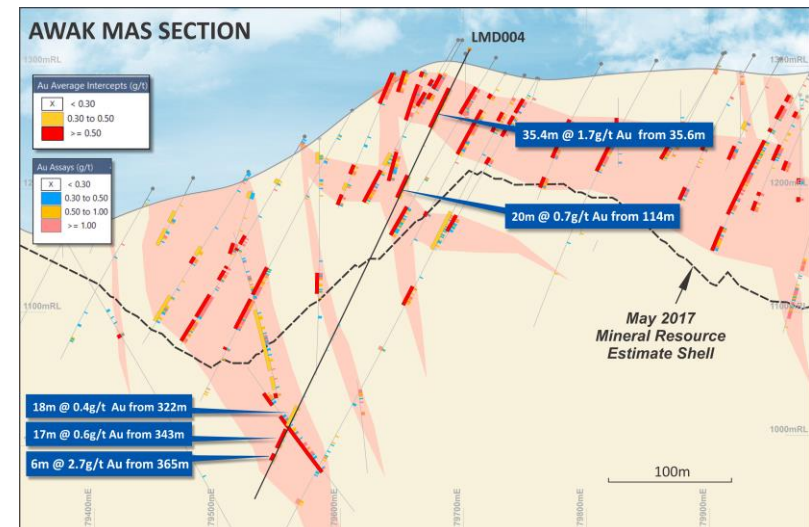 AWAK MAS SECTION
LMD004
1300mRL
1300mRL
Au Average Intercepts (g/t)
X < 0.30
0.30 to 0.50
>= 0.50
35.4m @ 1.7g/t Au from 35.6m
Au Assays (g/t)
X < 0.30
0.30 to 0.50
0.50 to 1.00
>= 1.00
1200mRL
20m @ 0.7g/t Au from 114m
1100mRL
1100mRL
May 2017
Mineral Resource
Estimate Shell
18m @ 0.4g/t Au from 322m
17m @ 0.6g/t Au from 343m
1000mRL
6m @ 2.7g/t Au from 365m
100m
79400mE
79500mE
79600mE
79700mE
79800mE
79900mE